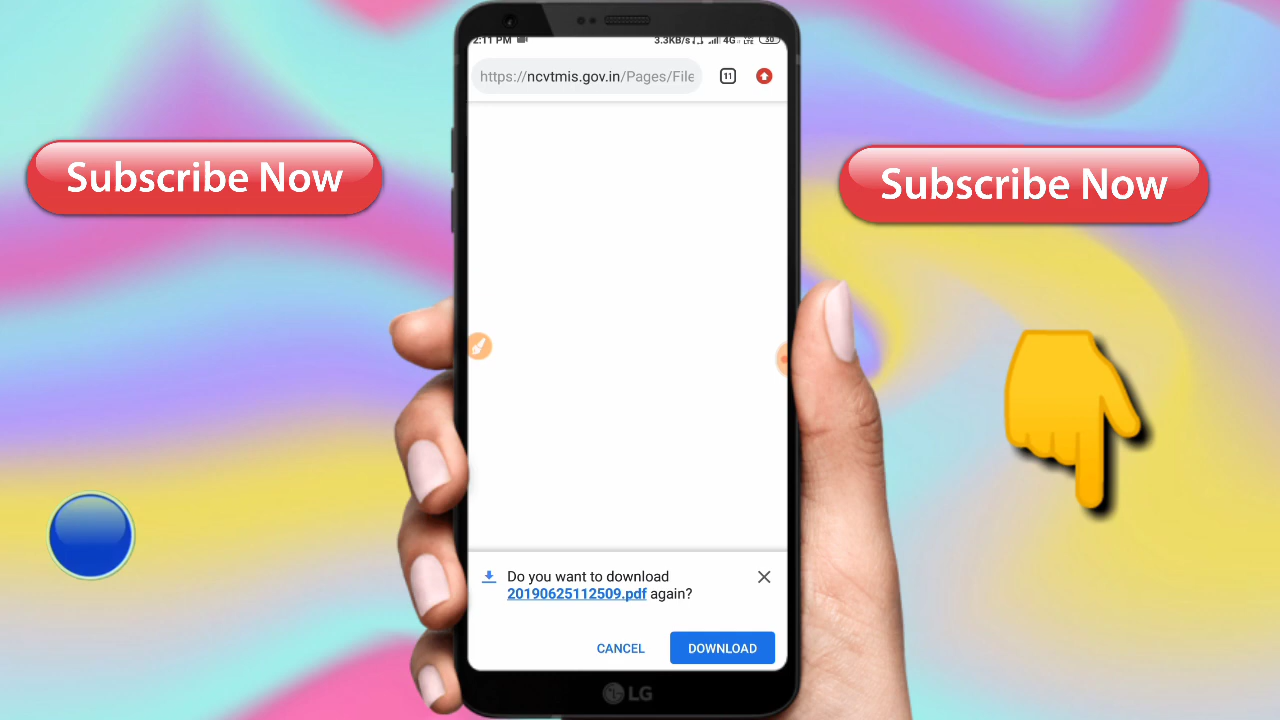 2:11 PM
3.3KB/s 4G
https://ncvtmis.gov.in/Pages/File
11
Subscribe Now
Subscribe Now
Do you want to download
20190625112509.pdf again?
CANCEL
DOWNLOAD
LG